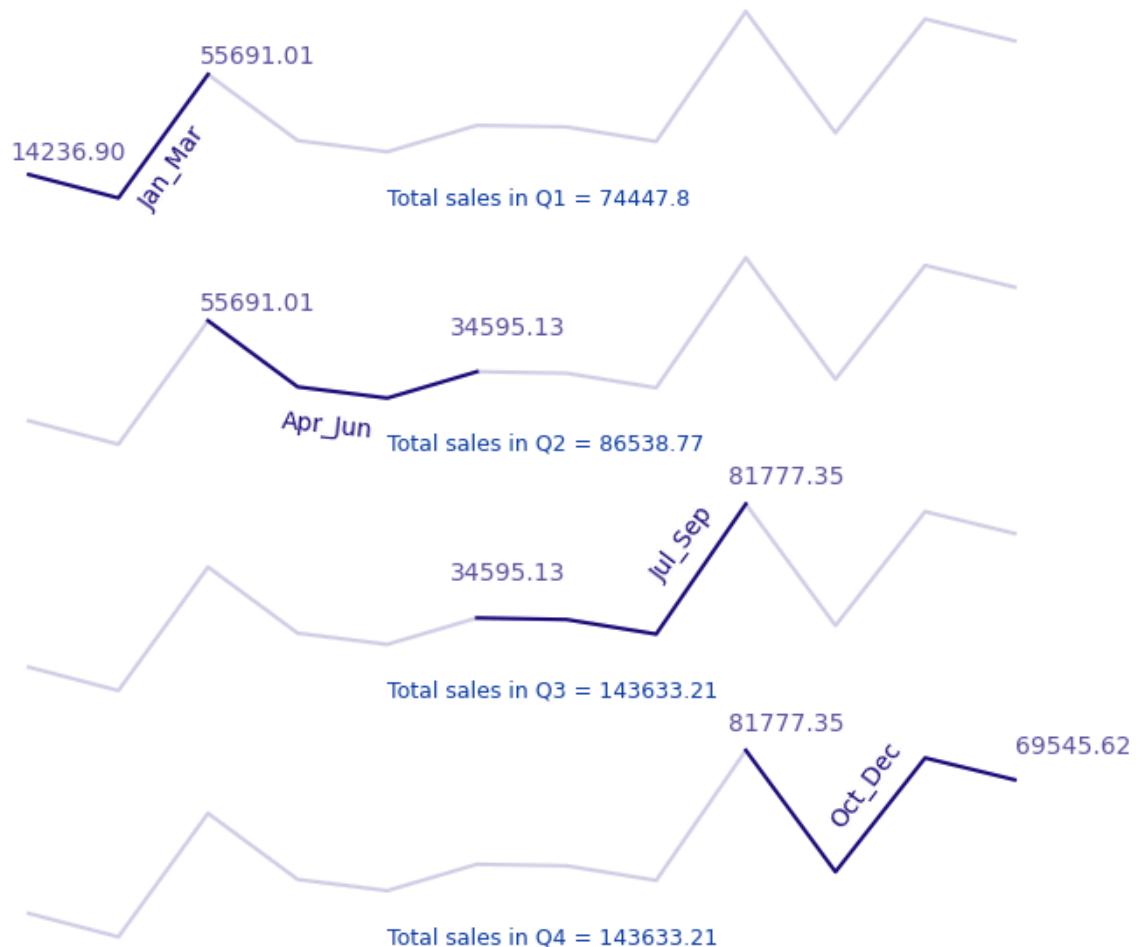 55691.01
14236.90
Jan_Mar
Total sales in Q1 = 74447.8
55691.01
34595.13
Apr_Jun
Total sales in Q2 = 86538.77
81777.35
Jul_Sep
34595.13
Total sales in Q3 = 143633.21
81777.35
69545.62
Oct_Dec
Total sales in Q4 = 143633.21